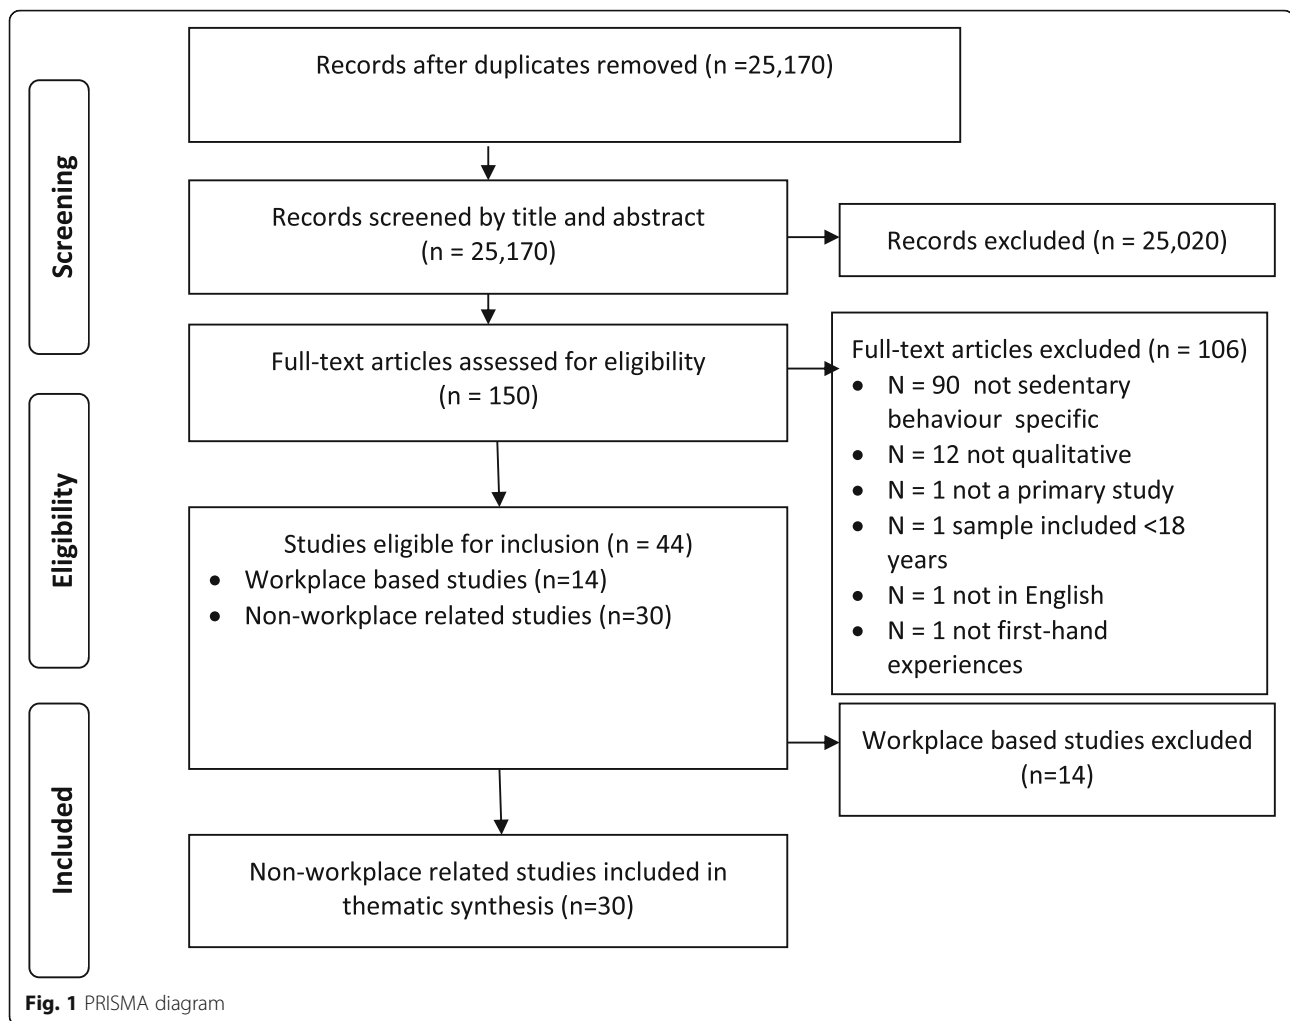 Screening
Eligibility
Included
Records after duplicates removed (n =25,170)
Records screened by title and abstract
(n = 25,170)
Records excluded (n = 25,020)
Full-text articles assessed for eligibility
(n = 150)
Full-text articles excluded (n = 106)
● N = 90 not sedentary
behaviour specific
● N = 12 not qualitative
● N = 1 not a primary study
● N = 1 sample included <18
years
● N = 1 not in English
● N = 1 not first-hand
experiences
Studies eligible for inclusion (n = 44)
● Workplace based studies (n=14)
● Non-workplace related studies (n=30)
Workplace based studies excluded
(n=14)
Non-workplace related studies included in
thematic synthesis (n=30)
Fig. 1 PRISMA diagram